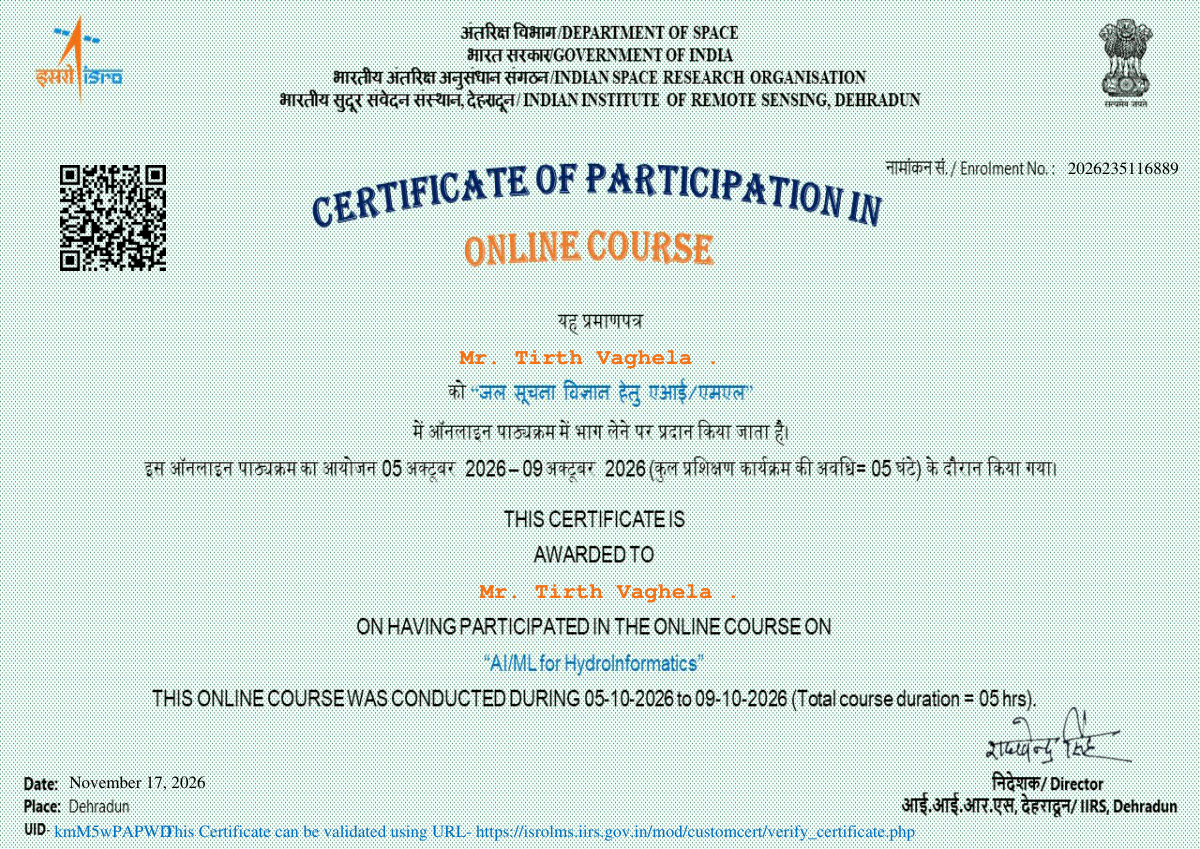 इसरो isro
अंतरिक्ष विभाग/DEPARTMENT OF SPACE
भारत सरकार/GOVERNMENT OF INDIA
भारतीय अंतरिक्ष अनुसंधान संगठन/INDIAN SPACE RESEARCH ORGANISATION
भारतीय सुदूर संवेदन संस्थान, देहरादून/ INDIAN INSTITUTE OF REMOTE SENSING, DEHRADUN
सत्यमेव जयते
नामांकन सं. / Enrolment No. : 2026235116889
CERTIFICATE OF PARTICIPATION IN
ONLINE COURSE
यह प्रमाणपत्र
Mr. Tirth Vaghela .
को “जल सूचना विज्ञान हेतु एआई/एमएल”
में ऑनलाइन पाठ्यक्रम में भाग लेने पर प्रदान किया जाता है।
इस ऑनलाइन पाठ्यक्रम का आयोजन 05 अक्टूबर 2026 – 09 अक्टूबर 2026 (कुल प्रशिक्षण कार्यक्रम की अवधि= 05 घंटे) के दौरान किया गया।
THIS CERTIFICATE IS
AWARDED TO
Mr. Tirth Vaghela .
ON HAVING PARTICIPATED IN THE ONLINE COURSE ON
“AI/ML for HydroInformatics”
THIS ONLINE COURSE WAS CONDUCTED DURING 05-10-2026 to 09-10-2026 (Total course duration = 05 hrs).
निदेशक/ Director
आई.आई.आर.एस, देहरादून/ IIRS, Dehradun
Date: November 17, 2026
Place: Dehradun
UID- kmM5wPAPWD This Certificate can be validated using URL- https://isrolms.iirs.gov.in/mod/customcert/verify_certificate.php